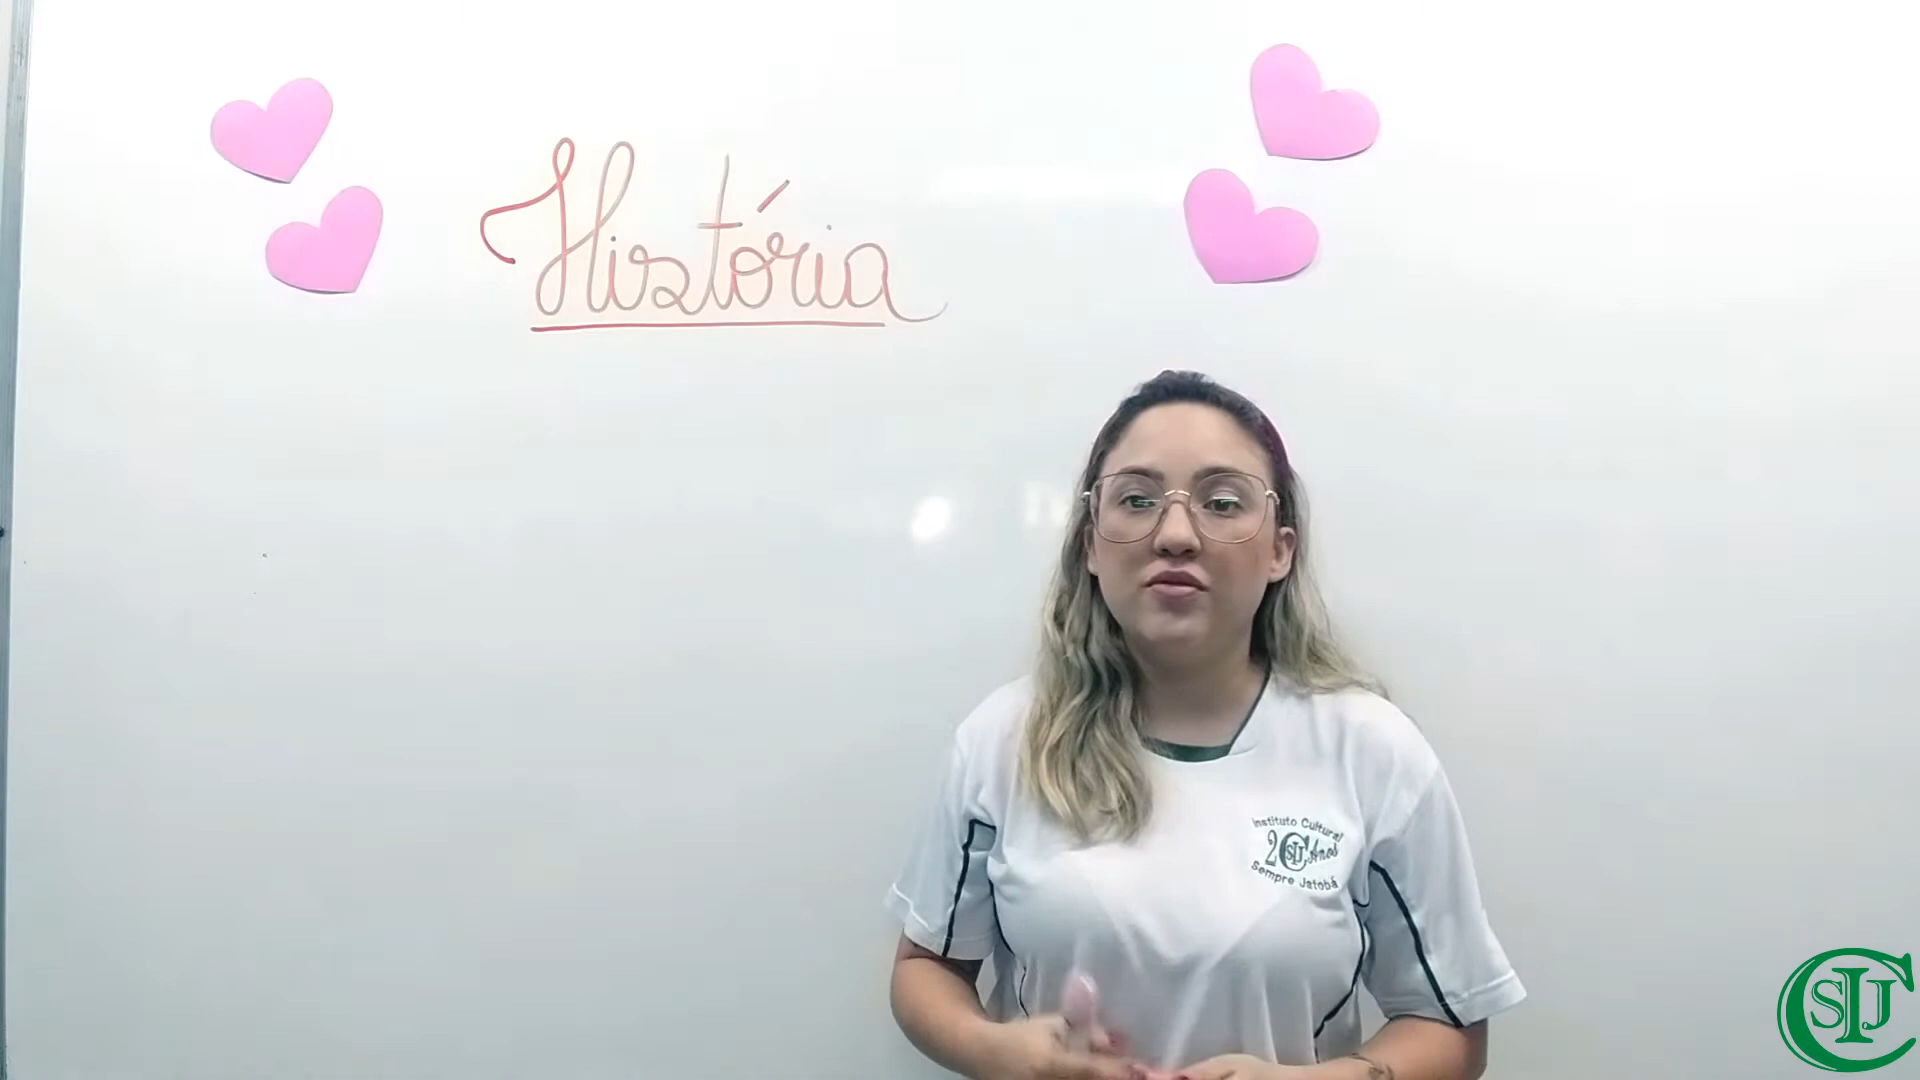 História
Instituto Cultural
20 Anos
Sempre Jatobá
CSIJ